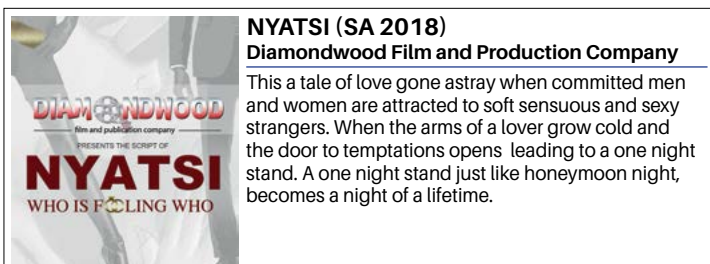 NYATSI (SA 2018)
Diamondwood Film and Production Company
This a tale of love gone astray when committed men
and women are attracted to soft sensuous and sexy
strangers. When the arms of a lover grow cold and
the door to temptations opens leading to a one night
stand. A one night stand just like honeymoon night,
becomes a night of a lifetime.
DIAMONDWOOD
film and publication company
PRESENTS THE SCRIPT OF
NYATSI
WHO IS FOOLING WHO